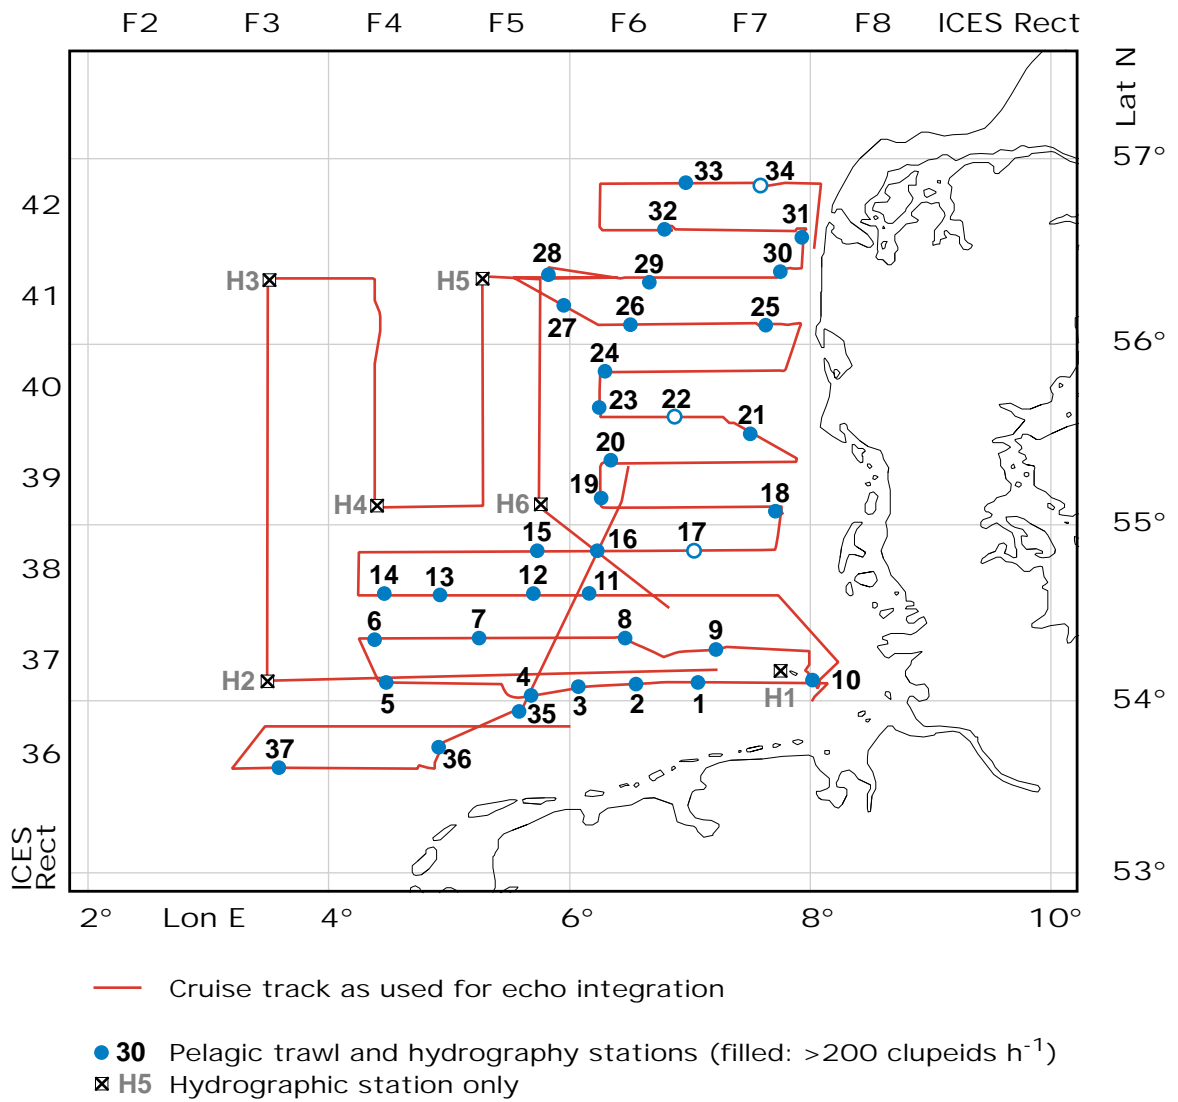 F2 F3 F4 F5 F6 F7 F8 ICES Rect
Lat N
57°
33 34
42
32 31
28 29 30
H3 H5
41
27 26 25
56°
24
40
23 22 21
20
39
19 18
H4 H6
55°
15 16 17
38
14 13 12 11
6 7 8 9
37
H2 4 H1 10
5 35 3 2 1
54°
36
37 36
ICES
Rect
53°
2° Lon E 4° 6° 8° 10°
Cruise track as used for echo integration
30 Pelagic trawl and hydrography stations (filled: >200 clupeids h-1)
H5 Hydrographic station only